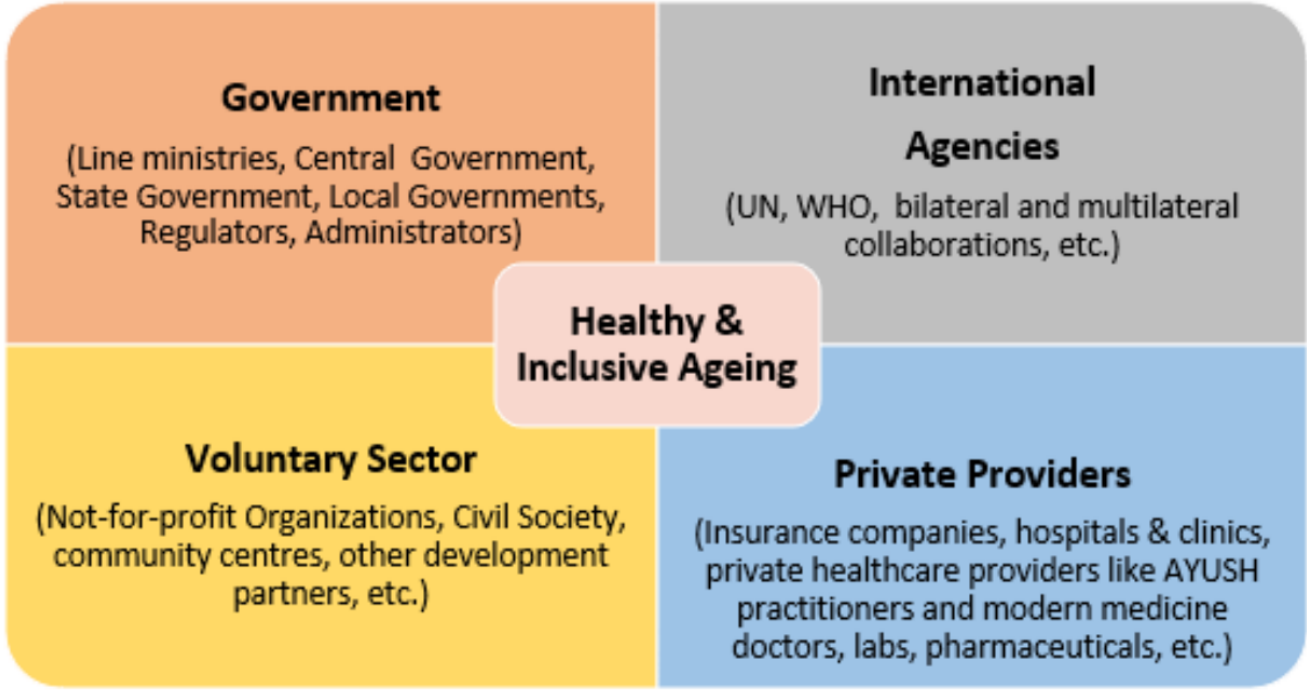 Government
(Line ministries, Central Government,
State Government, Local Governments,
Regulators, Administrators)
International
Agencies
(UN, WHO, bilateral and multilateral
collaborations, etc.)
Healthy &
Inclusive Ageing
Voluntary Sector
(Not-for-profit Organizations, Civil Society,
community centres, other development
partners, etc.)
Private Providers
(Insurance companies, hospitals & clinics,
private healthcare providers like AYUSH
practitioners and modern medicine
doctors, labs, pharmaceuticals, etc.)